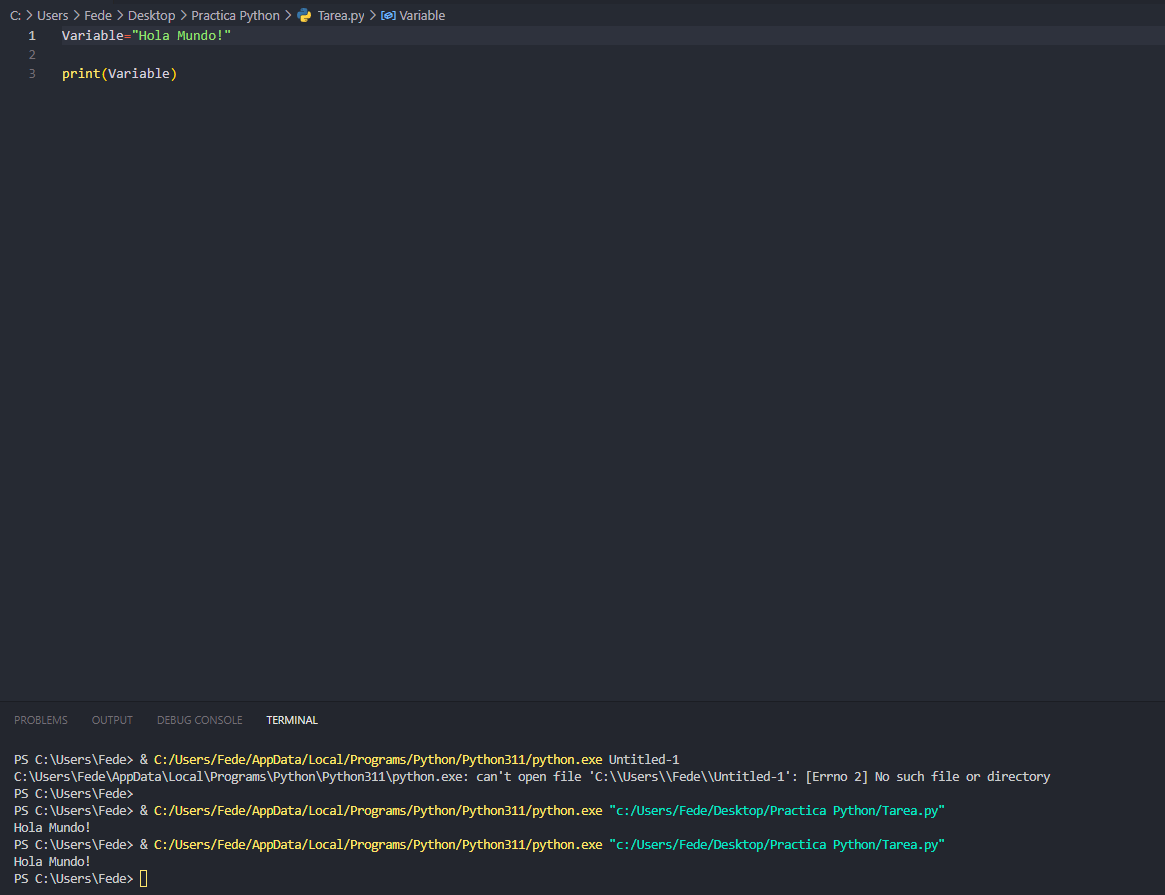 C: > Users > Fede > Desktop > Practica Python > Tarea.py > Variable
1 Variable="Hola Mundo!"
2
3 print(Variable)
PROBLEMS OUTPUT DEBUG CONSOLE TERMINAL
PS C:\Users\Fede> & C:/Users/Fede/AppData/Local/Programs/Python/Python311/python.exe Untitled-1
C:\Users\Fede\AppData\Local\Programs\Python\Python311\python.exe: can't open file 'C:\\Users\\Fede\\Untitled-1': [Errno 2] No such file or directory
PS C:\Users\Fede>
PS C:\Users\Fede> & C:/Users/Fede/AppData/Local/Programs/Python/Python311/python.exe "c:/Users/Fede/Desktop/Practica Python/Tarea.py"
Hola Mundo!
PS C:\Users\Fede> & C:/Users/Fede/AppData/Local/Programs/Python/Python311/python.exe "c:/Users/Fede/Desktop/Practica Python/Tarea.py"
Hola Mundo!
PS C:\Users\Fede>